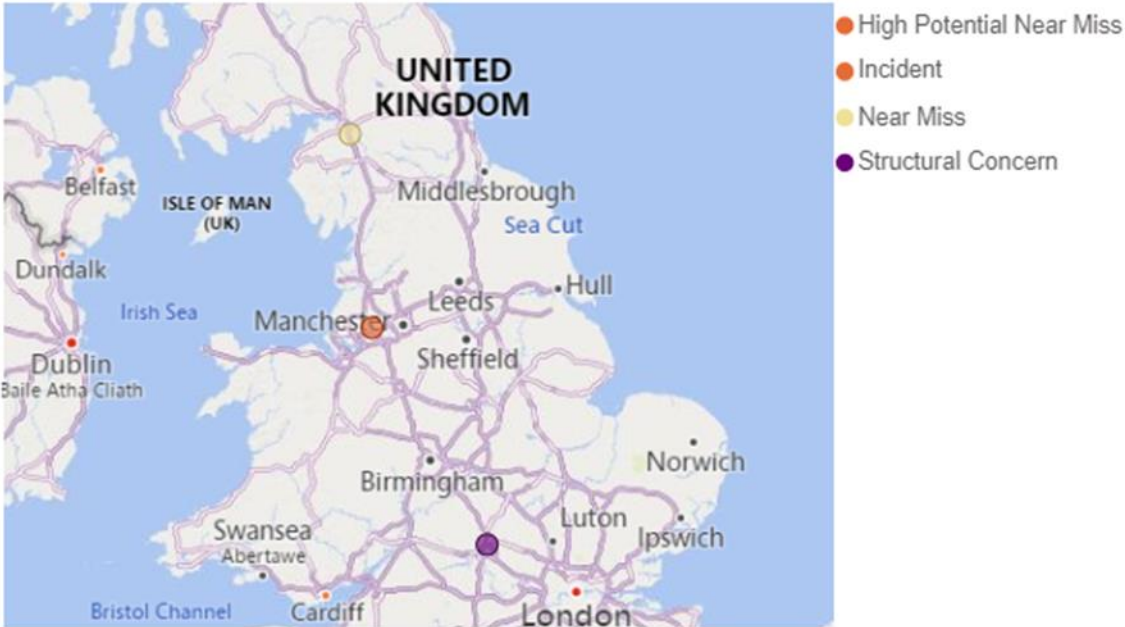 UNITED
KINGDOM
Belfast
ISLE OF MAN
(UK)
Middlesbrough
Sea Cut
Dundalk
Irish Sea
Leeds
Hull
Manchester
Sheffield
Dublin
Baile Atha Cliath
Norwich
Birmingham
Luton
Ipswich
Swansea
Abertawe
Bristol Channel
Cardiff
London
High Potential Near Miss
Incident
Near Miss
Structural Concern